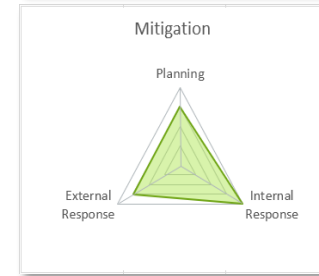 Mitigation
Planning
External
Response
Internal
Response